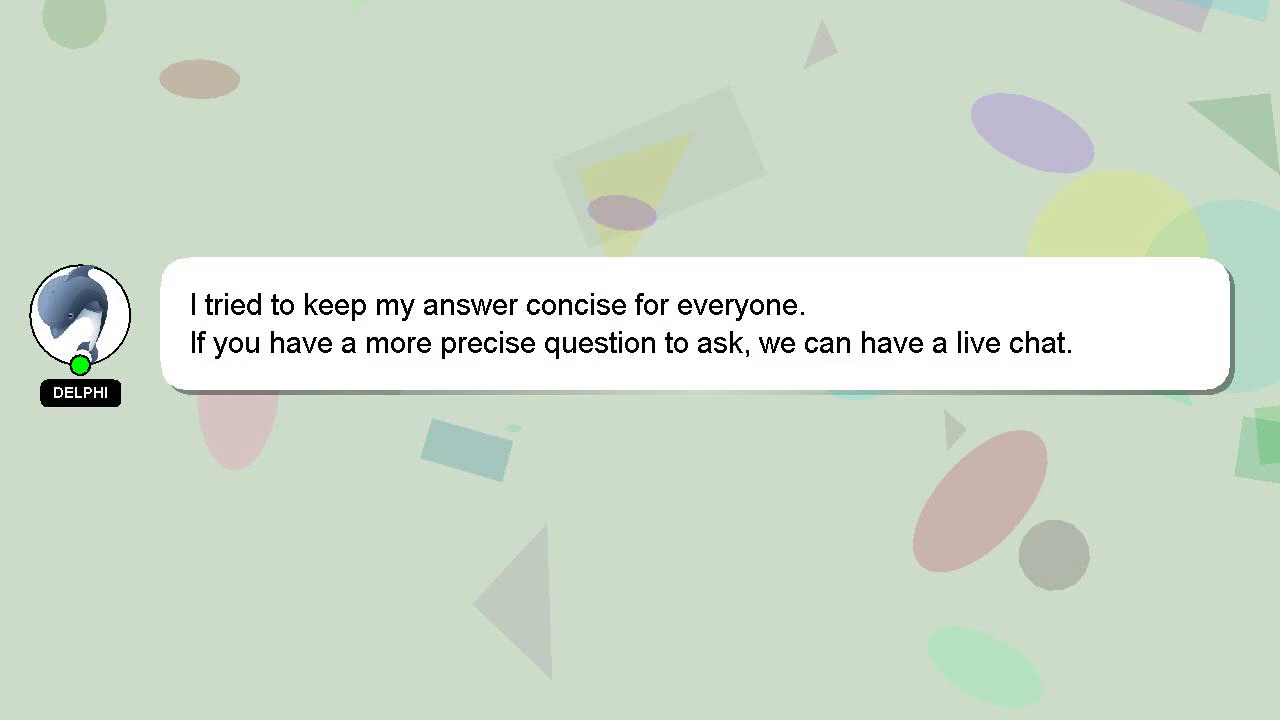 I tried to keep my answer concise for everyone.
If you have a more precise question to ask, we can have a live chat.
DELPHI